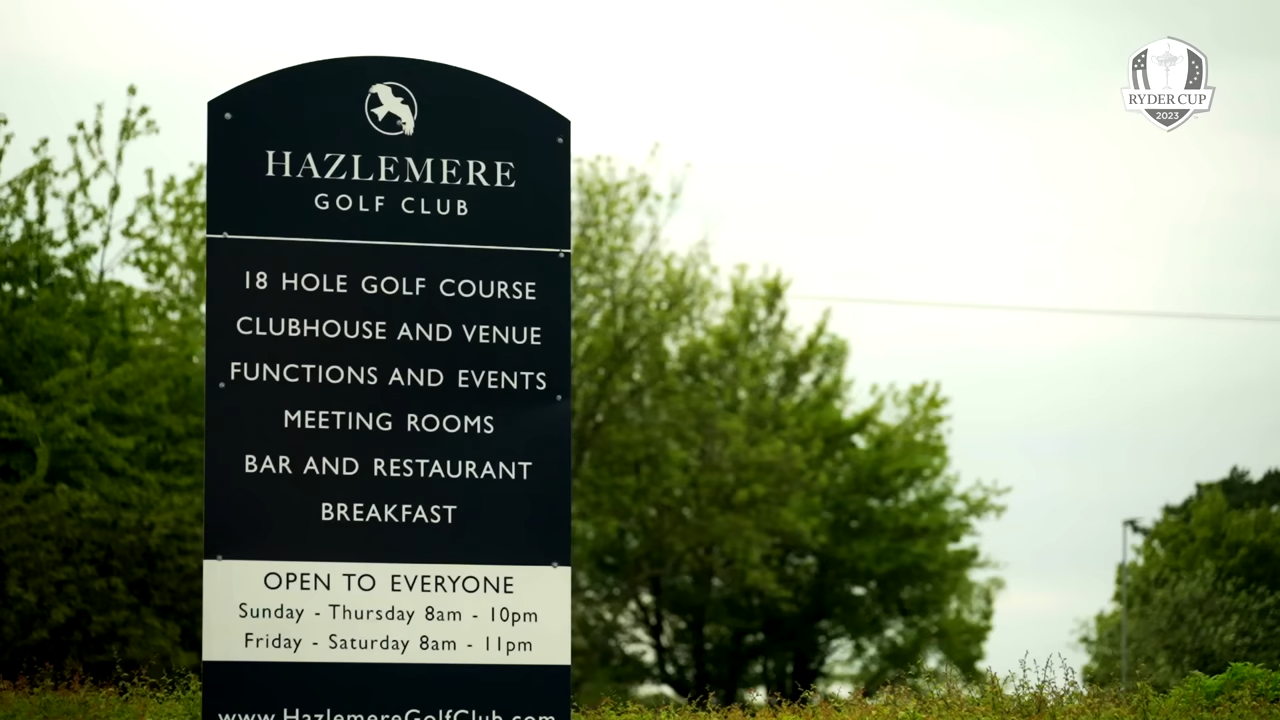 HAZLEMERE
GOLF CLUB
18 HOLE GOLF COURSE
CLUBHOUSE AND VENUE
FUNCTIONS AND EVENTS
MEETING ROOMS
BAR AND RESTAURANT
BREAKFAST
OPEN TO EVERYONE
Sunday - Thursday 8am - 10pm
Friday - Saturday 8am - 11pm
www.HazlemereGolfClub.com
RYDER CUP
2023